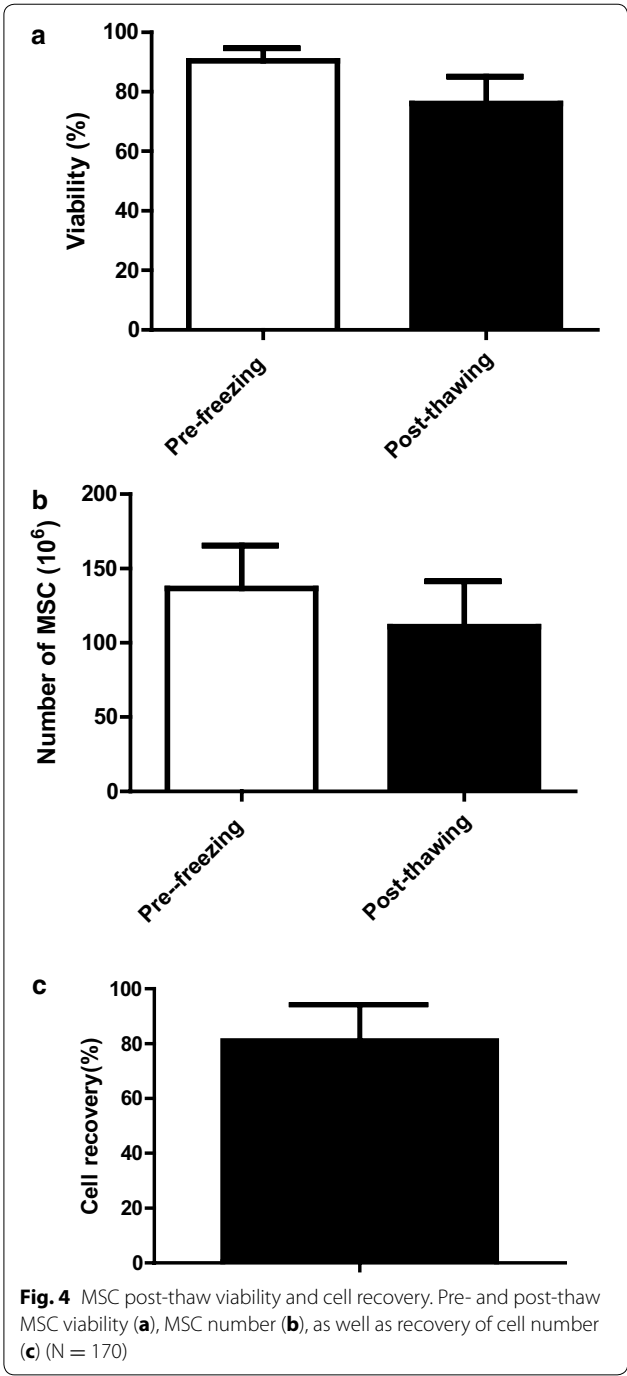 a
100
80
60
40
20
0
Viability (%)
Pre-freezing
Post-thawing
b
200
150
100
50
0
Number of MSC (10⁶)
Pre--freezing
Post-thawing
c
100
80
60
40
20
0
Cell recovery(%)
Fig. 4 MSC post-thaw viability and cell recovery. Pre- and post-thaw
MSC viability (a), MSC number (b), as well as recovery of cell number
(c) (N = 170)